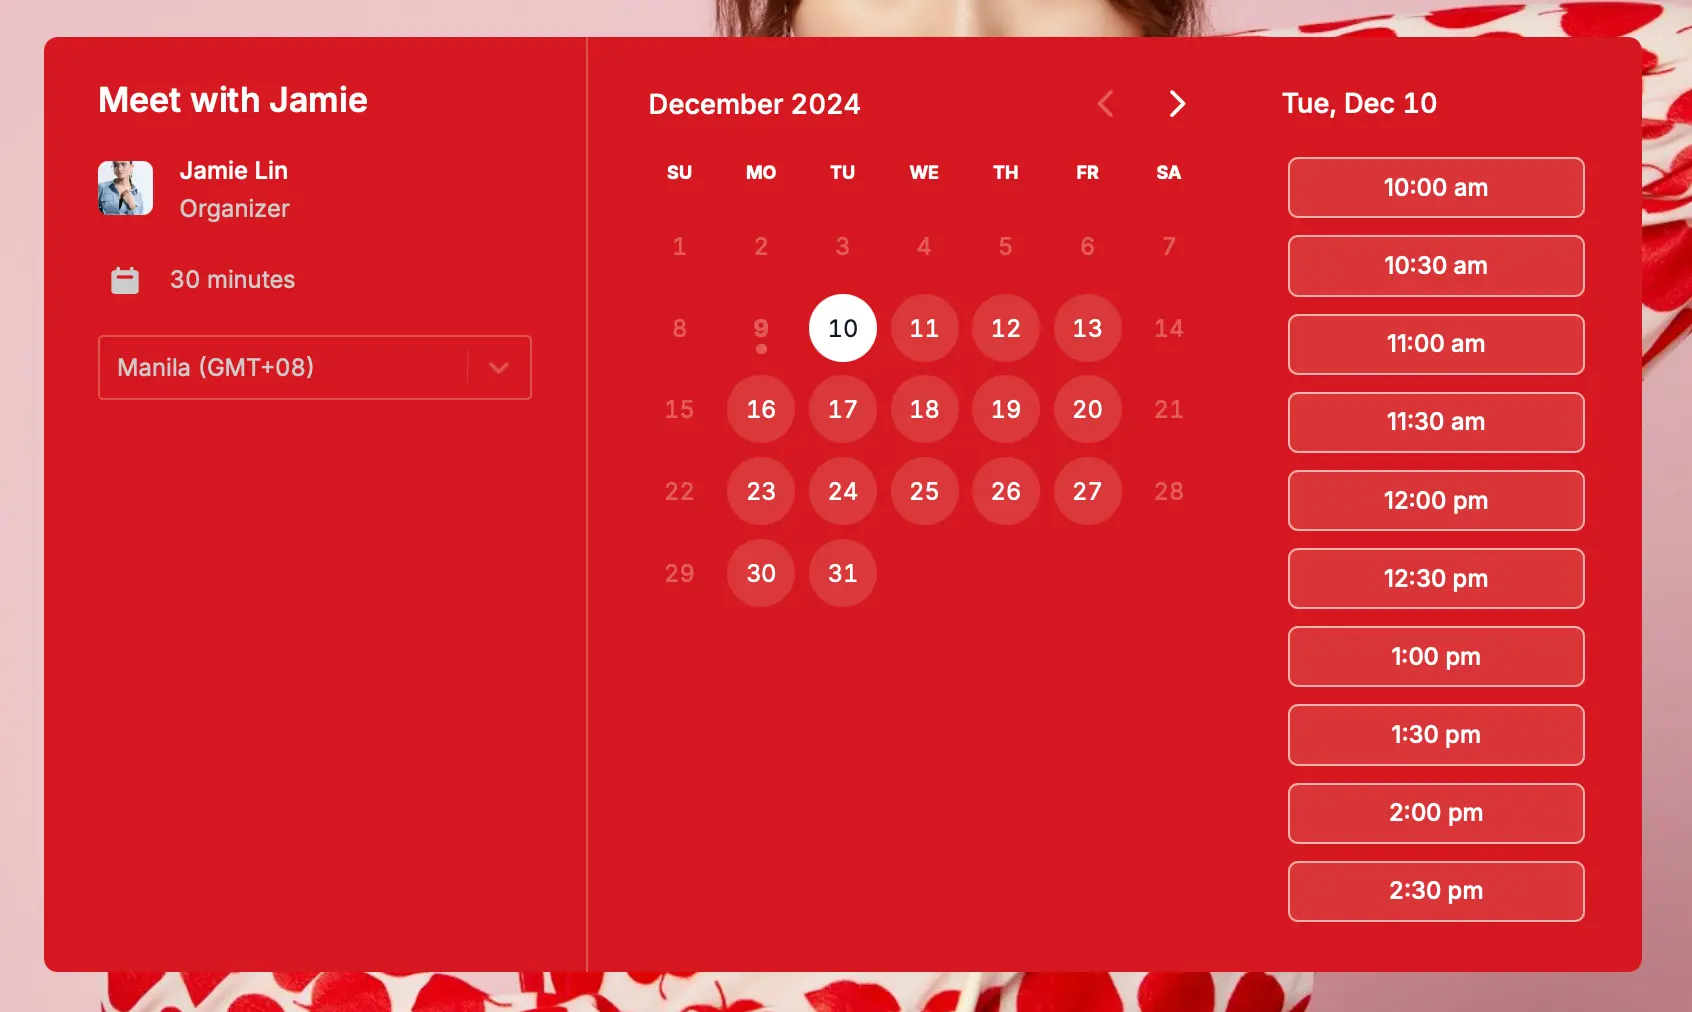 Meet with Jamie
Jamie Lin
Organizer
30 minutes
Manila (GMT+08)
December 2024
SU MO TU WE TH FR SA
1 2 3 4 5 6 7
8 9 10 11 12 13 14
15 16 17 18 19 20 21
22 23 24 25 26 27 28
29 30 31
Tue, Dec 10
10:00 am
10:30 am
11:00 am
11:30 am
12:00 pm
12:30 pm
1:00 pm
1:30 pm
2:00 pm
2:30 pm